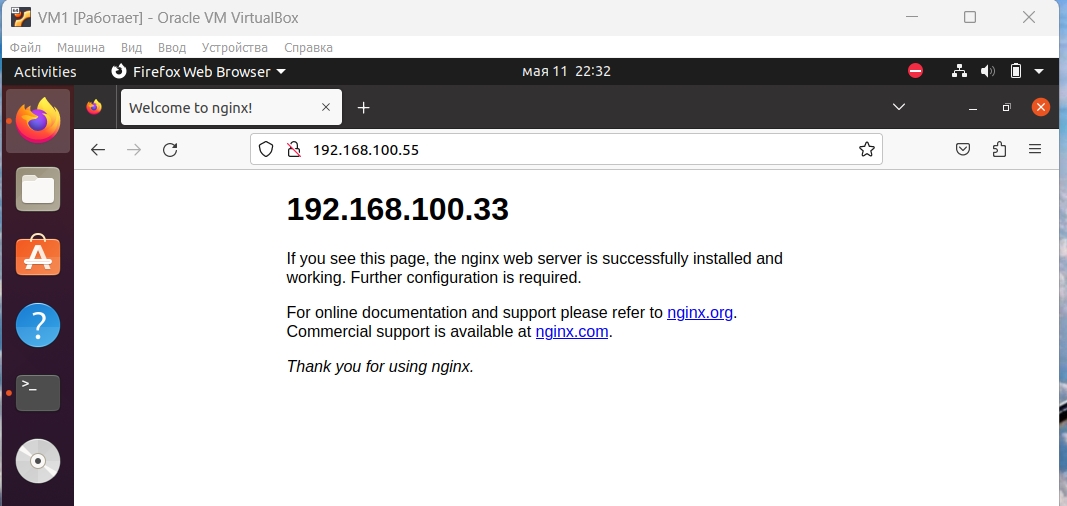 VM1 [Работает] - Oracle VM VirtualBox
Файл Машина Вид Ввод Устройства Справка
Activities Firefox Web Browser мая 11 22:32
Welcome to nginx!
192.168.100.55
192.168.100.33
If you see this page, the nginx web server is successfully installed and
working. Further configuration is required.
For online documentation and support please refer to nginx.org.
Commercial support is available at nginx.com.
Thank you for using nginx.